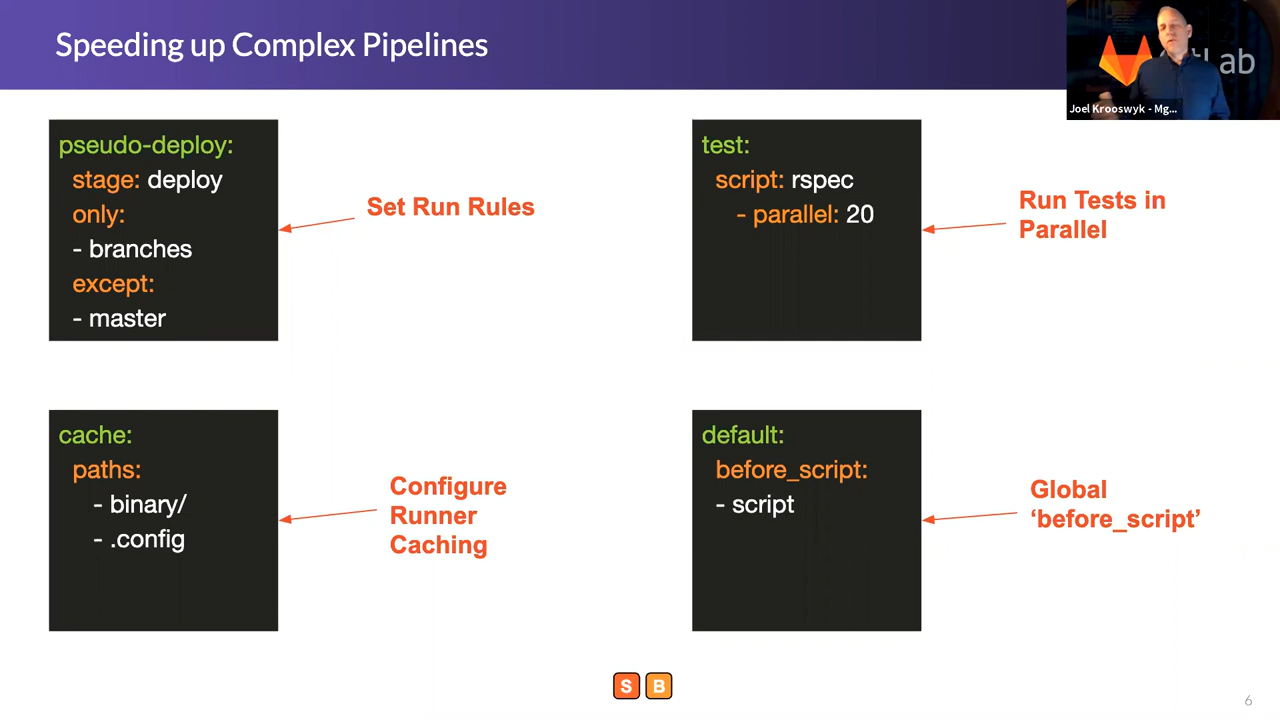 Speeding up Complex Pipelines
Lab
Joel Krooswyk - Mg...
pseudo-deploy:
stage: deploy
only:
- branches
except:
- master
Set Run Rules
test:
script: rspec
- parallel: 20
Run Tests in
Parallel
cache:
paths:
- binary/
- .config
Configure
Runner
Caching
default:
before_script:
- script
Global
‘before_script’
S B
6